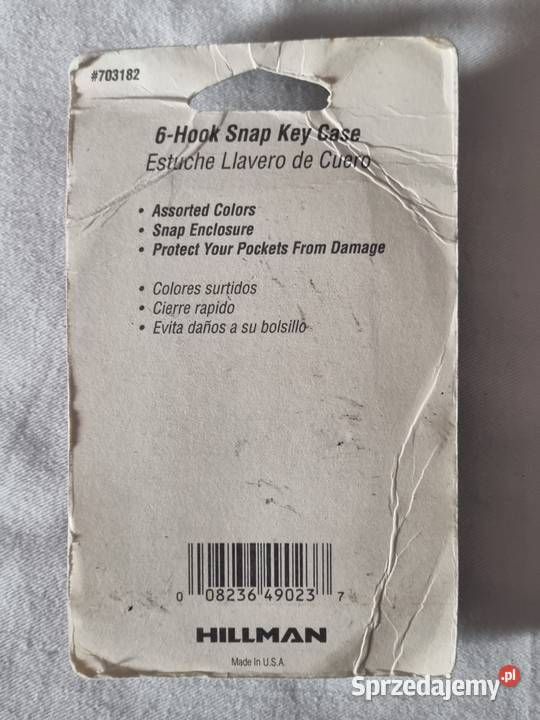 #703182
6-Hook Snap Key Case
Estuche Llavero de Cuero
• Assorted Colors
• Snap Enclosure
• Protect Your Pockets From Damage
• Colores surtidos
• Cierre rapido
• Evita daños a su bolsillo
0 08236 49023 7
HILLMAN
Made In U.S.A.
Sprzedajemy.pl